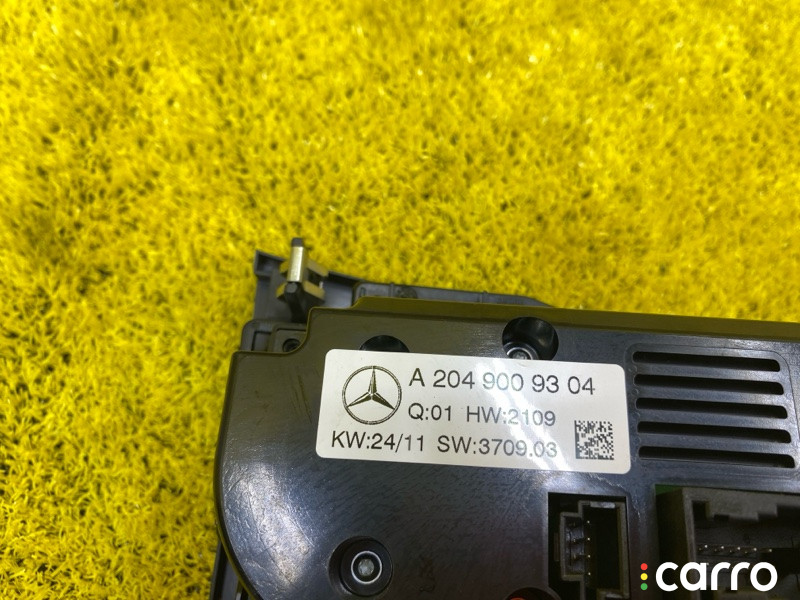 A 204 900 93 04
Q:01 HW:2109
KW:24/11 SW:3709.03
carro